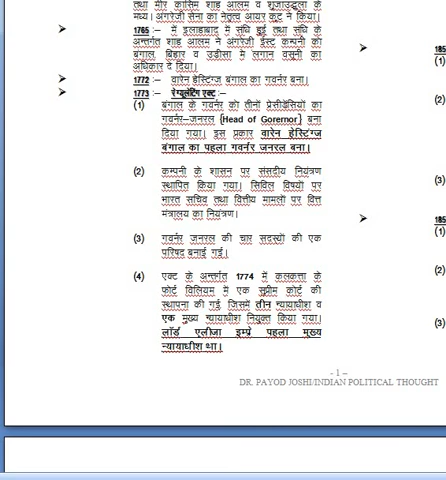 तथा मीर कासिम शाह आलम व शुजाउद्दौला के
मध्य। अंगरेजी सेना का नेतृत्व आयर कूट ने किया।
1765 :– में इलाहाबाद में संधि हुई तथा संधि के
अन्तर्गत शाह आलम ने अंगरेजी ईस्ट कम्पनी को
बंगाल, बिहार व उडीसा में लगान वसूनी का
अधिकार दे दिया।
1772 :– वारेन हेस्टिंग्ज बंगाल का गवर्नर बना।
1773 :– रेग्यूलेटिंग एक्ट :–
(1) बंगाल के गवर्नर को तीनों प्रेसीडेंसियों का
गवर्नर–जनरल {Head of Gorernor} बना
दिया गया। इस प्रकार वारेन हेस्टिंग्ज
बंगाल का पहला गवर्नर जनरल बना।
(2) कम्पनी के शासन पर संसदीय नियंत्रण
स्थापित किया गया। सिविल विषयों पर
भारत सचिव तथा वित्तीय मामलों पर वित्त
मंत्रालय का नियंत्रण।
(3) गवर्नर जनरल की चार सदस्यों की एक
परिषद बनाई गई।
(4) एक्ट के अन्तर्गत 1774 में कलकत्ता के
फोर्ट विलियम में एक सुप्रीम कोर्ट की
स्थापना की गई, जिसमें तीन न्यायाधीश व
एक मुख्य न्यायाधीश नियुक्त किया गया।
लॉर्ड एलीजा इम्प्रे पहला मुख्य
न्यायाधीश था।
- 1 –
DR. PAYOD JOSHI/INDIAN POLITICAL THOUGHT
185
(1)
(2)
(3)
185
(1)
(2)
(3)